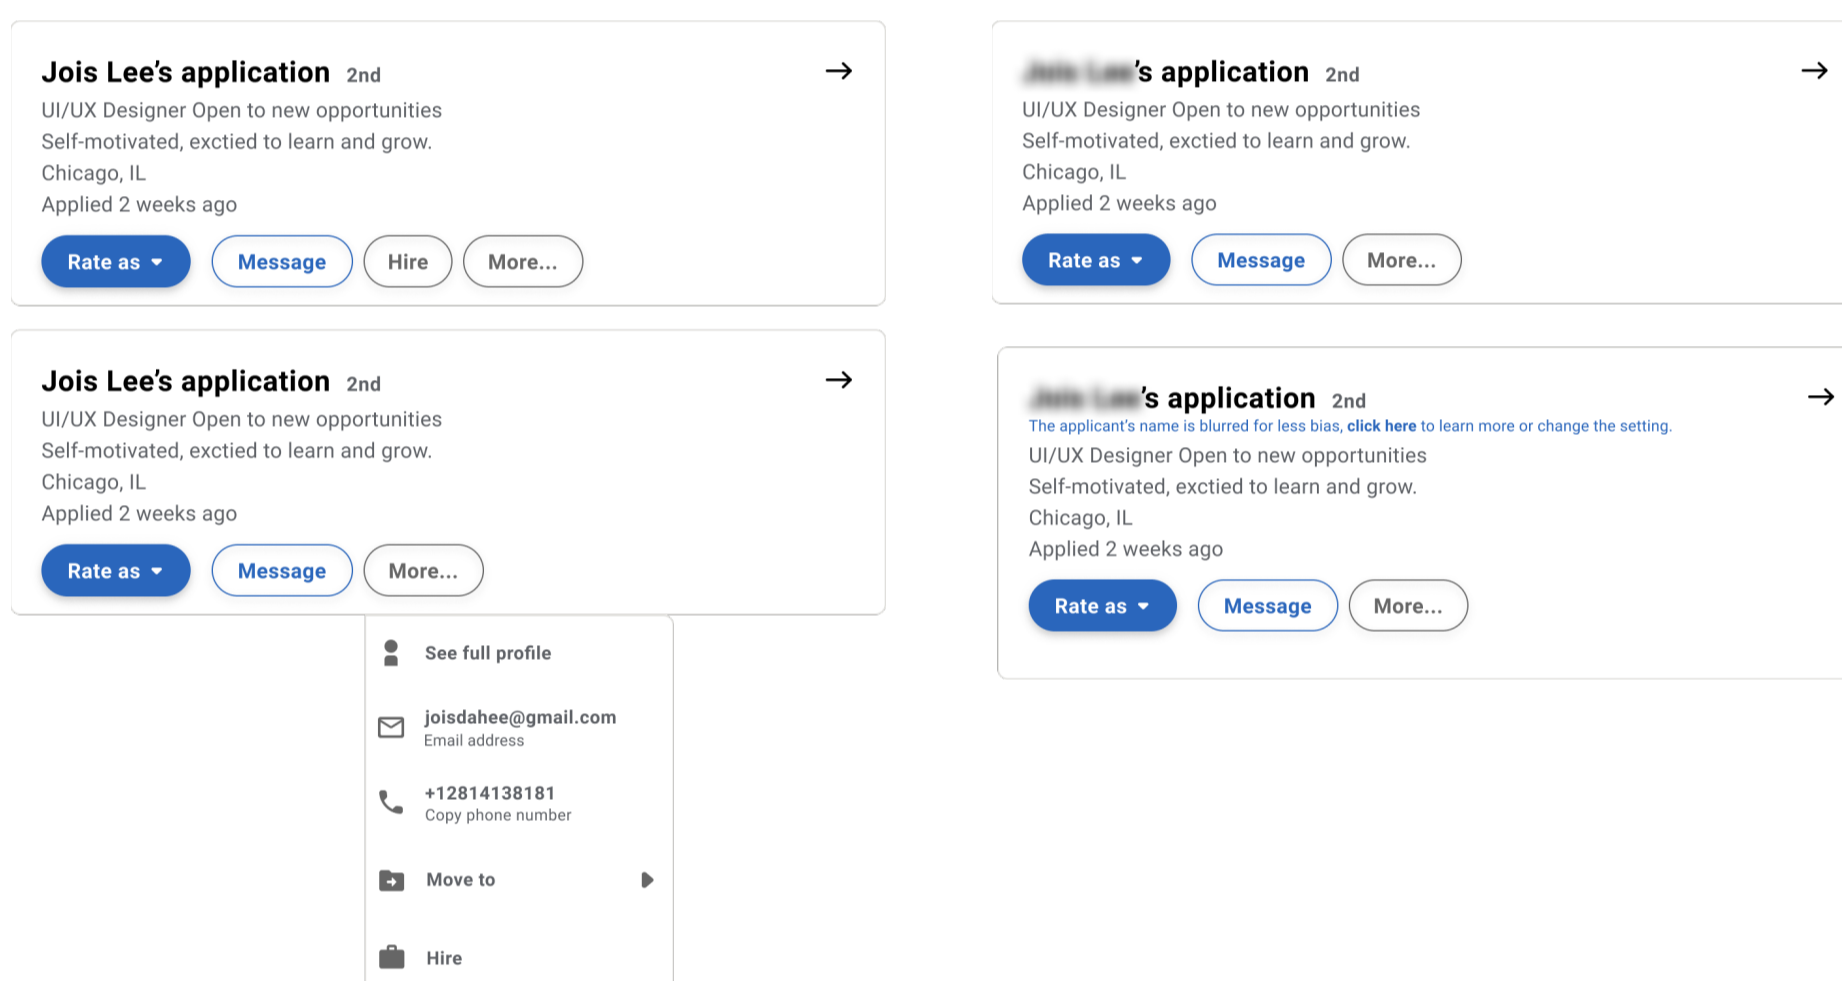 Jois Lee's application 2nd
UI/UX Designer Open to new opportunities
Self-motivated, exctied to learn and grow.
Chicago, IL
Applied 2 weeks ago
Rate as Message Hire More...
Jois Lee's application 2nd
UI/UX Designer Open to new opportunities
Self-motivated, exctied to learn and grow.
Chicago, IL
Applied 2 weeks ago
Rate as Message More...
See full profile
joisdahee@gmail.com
Email address
+12814138181
Copy phone number
Move to
Hire
's application 2nd
UI/UX Designer Open to new opportunities
Self-motivated, exctied to learn and grow.
Chicago, IL
Applied 2 weeks ago
Rate as Message More...
's application 2nd
The applicant's name is blurred for less bias, click here to learn more or change the setting.
UI/UX Designer Open to new opportunities
Self-motivated, exctied to learn and grow.
Chicago, IL
Applied 2 weeks ago
Rate as Message More...